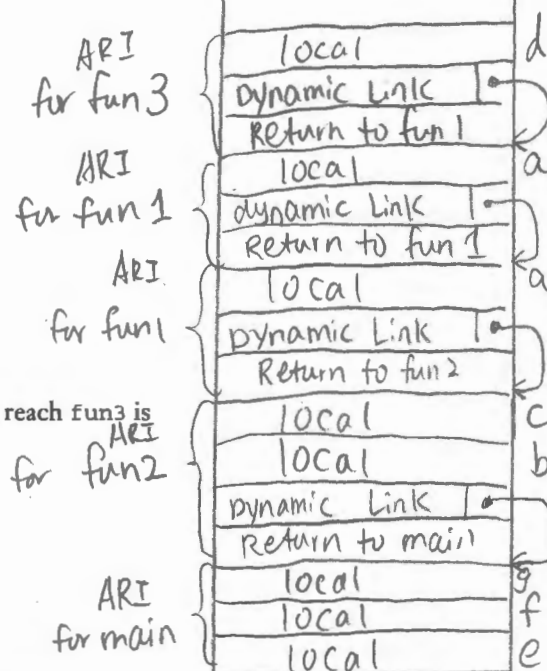 ARI
for fun3
local d
Dynamic Link
Return to fun1
ARI
for fun1
local a
dynamic Link
Return to fun1
ARI
for fun1
local a
Dynamic Link
Return to fun2
reach fun3 is
ARI
for fun2
local c
local b
Dynamic Link
Return to main
ARI
for main
local g
local f
local e